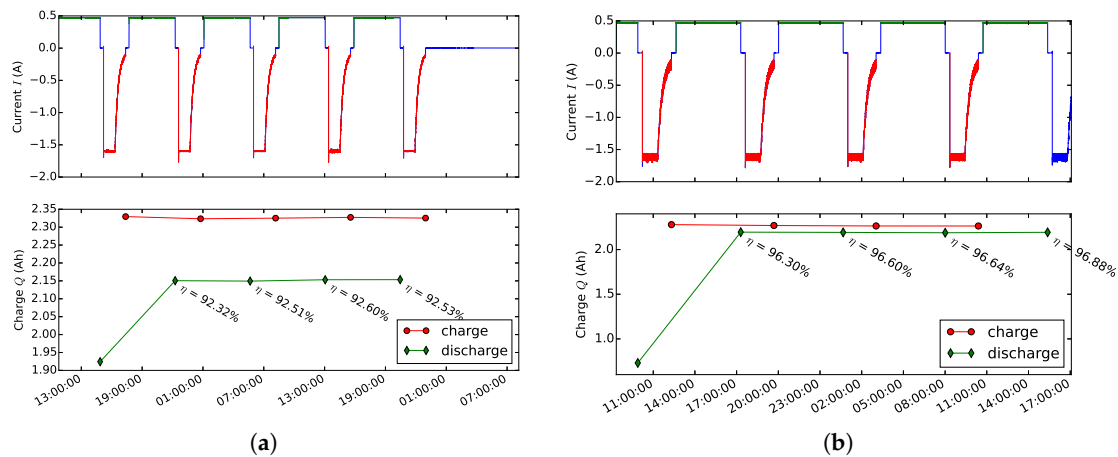 0.5
0.0
−0.5
−1.0
−1.5
−2.0
Current I (A)
2.35
2.30
2.25
2.20
2.15
2.10
2.05
2.00
1.95
1.90
Charge Q (Ah)
η = 92.32%
η = 92.51%
η = 92.60%
η = 92.53%
charge
discharge
13:00:00
19:00:00
01:00:00
07:00:00
13:00:00
19:00:00
01:00:00
07:00:00
(a)
0.5
0.0
−0.5
−1.0
−1.5
−2.0
Current I (A)
2.0
1.5
1.0
Charge Q (Ah)
η = 96.30%
η = 96.60%
η = 96.64%
η = 96.88%
charge
discharge
11:00:00
14:00:00
17:00:00
20:00:00
23:00:00
02:00:00
05:00:00
08:00:00
11:00:00
14:00:00
17:00:00
(b)